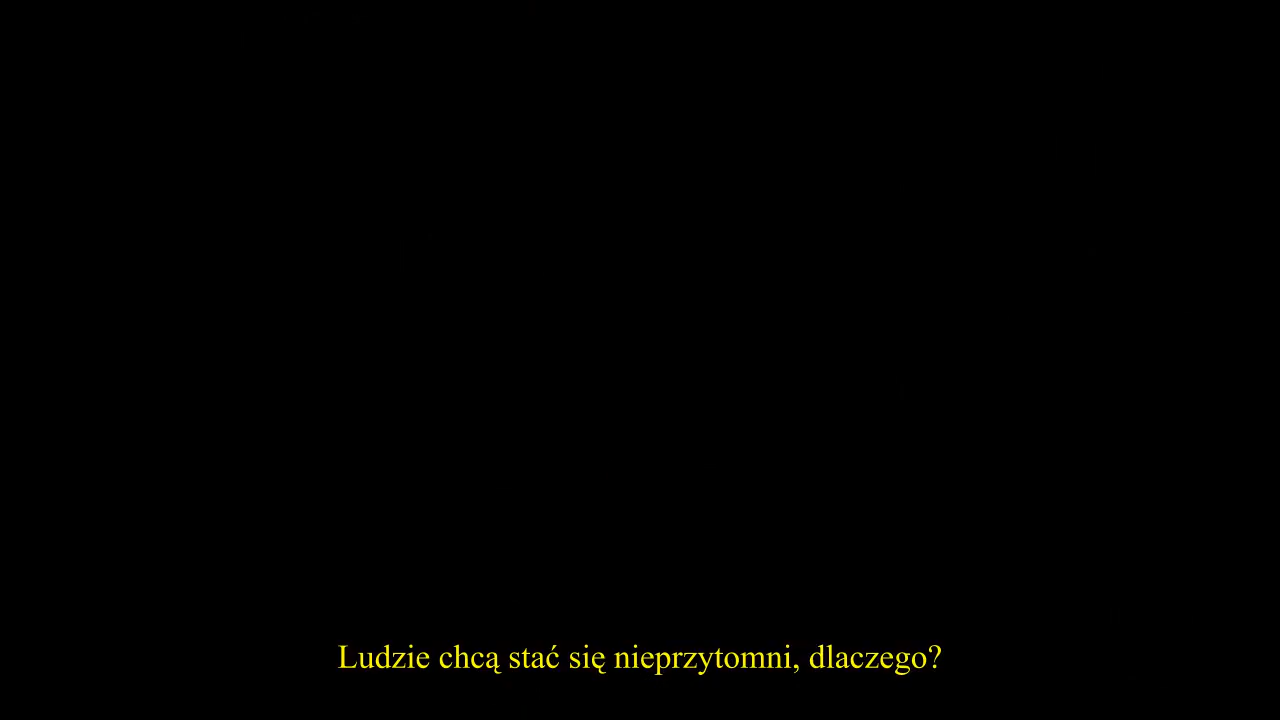 Ludzie chcą stać się nieprzytomni, dlaczego?